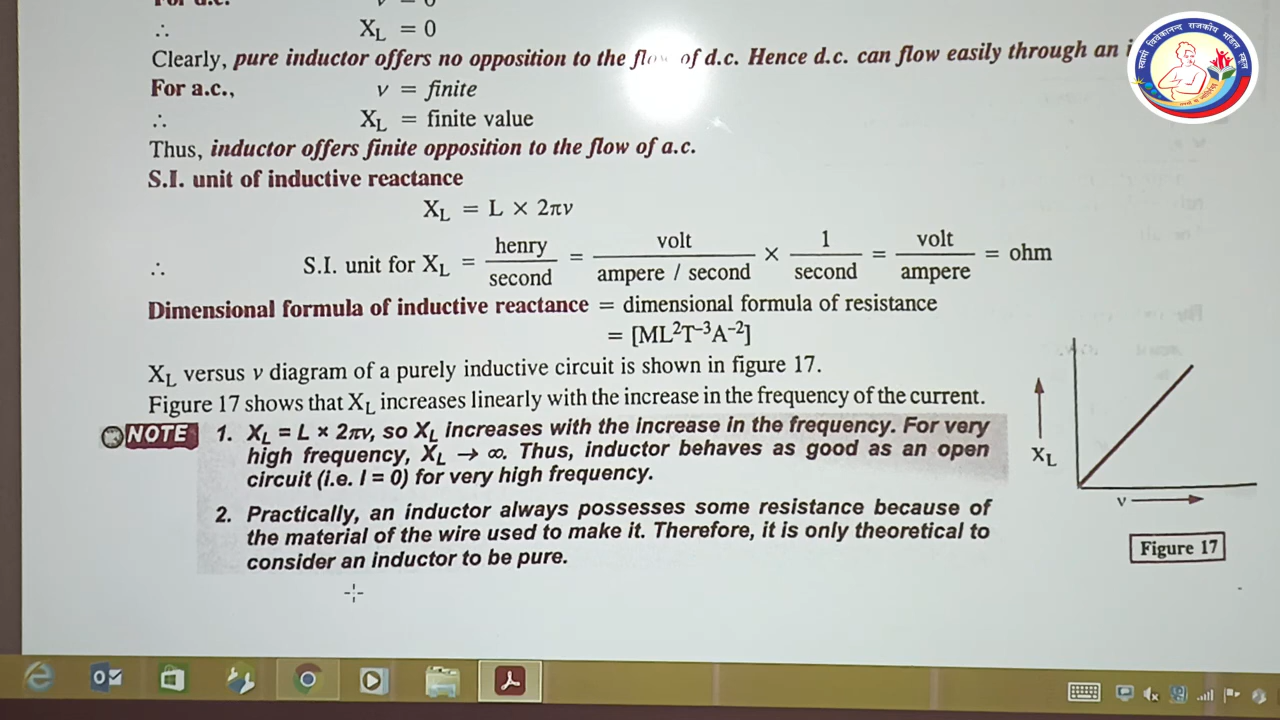 ∴ X_L = 0
Clearly, pure inductor offers no opposition to the flow of d.c. Hence d.c. can flow easily through an
For a.c., ν = finite
∴ X_L = finite value
Thus, inductor offers finite opposition to the flow of a.c.
S.I. unit of inductive reactance
X_L = L × 2πν
∴ S.I. unit for X_L = henry / second = volt / (ampere / second) × 1 / second = volt / ampere = ohm
Dimensional formula of inductive reactance = dimensional formula of resistance
= [ML²T⁻³A⁻²]
X_L versus ν diagram of a purely inductive circuit is shown in figure 17.
Figure 17 shows that X_L increases linearly with the increase in the frequency of the current.
NOTE 1. X_L = L × 2πν, so X_L increases with the increase in the frequency. For very
high frequency, X_L → ∞. Thus, inductor behaves as good as an open
circuit (i.e. I = 0) for very high frequency.
2. Practically, an inductor always possesses some resistance because of
the material of the wire used to make it. Therefore, it is only theoretical to
consider an inductor to be pure.
X_L
ν
Figure 17
स्वामी विवेकानन्द राजकीय मॉडल स्कूल